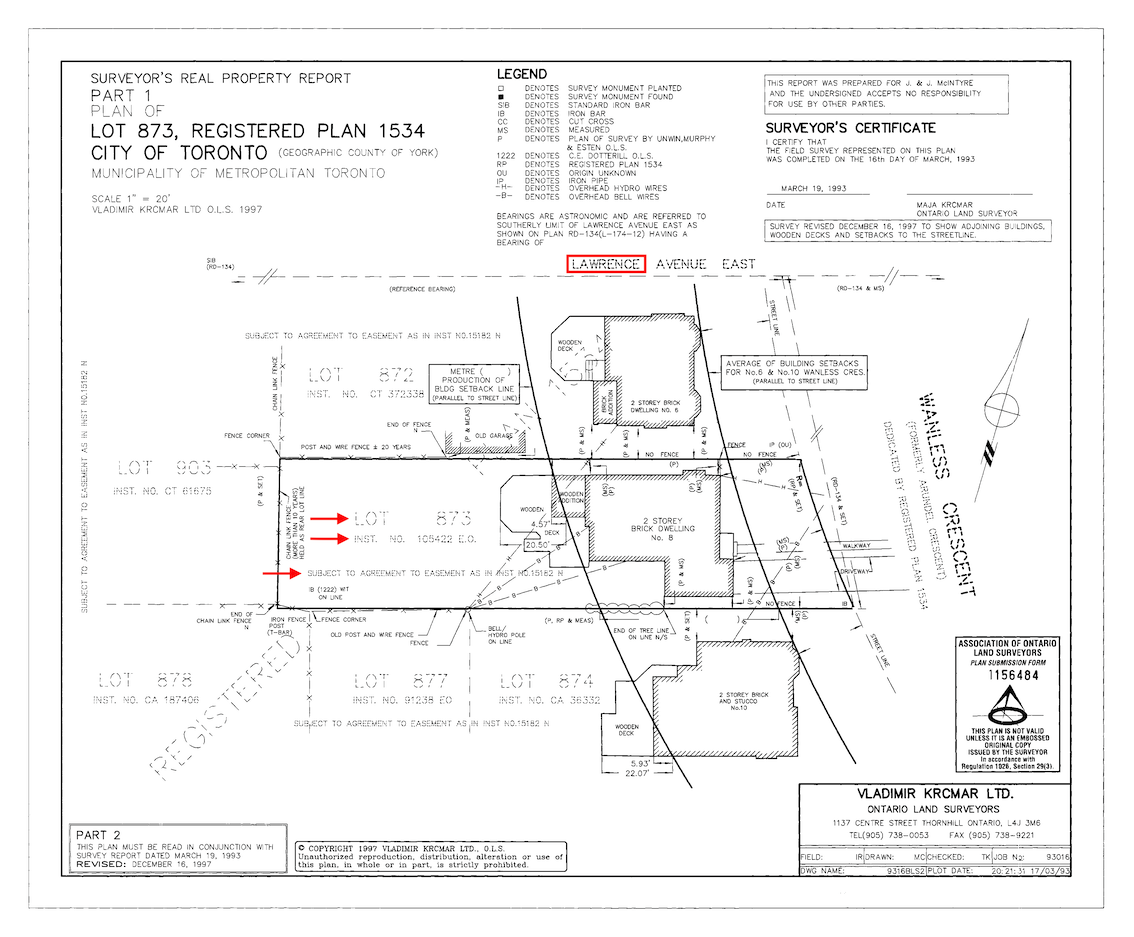 SURVEYOR'S REAL PROPERTY REPORT
PART 1
PLAN OF
LOT 873, REGISTERED PLAN 1534
CITY OF TORONTO (GEOGRAPHIC COUNTY OF YORK)
MUNICIPALITY OF METROPOLITAN TORONTO
SCALE 1" = 20'
VLADIMIR KRCMAR LTD O.L.S. 1997
LEGEND
DENOTES SURVEY MONUMENT PLANTED
DENOTES SURVEY MONUMENT FOUND
SIB DENOTES STANDARD IRON BAR
IB DENOTES IRON BAR
CC DENOTES CUT CROSS
MS DENOTES MEASURED
P DENOTES PLAN OF SURVEY BY UNWIN,MURPHY
& ESTEN O.L.S.
1222 DENOTES C.E. DOTTERILL O.L.S.
RP DENOTES REGISTERED PLAN 1534
OU DENOTES ORIGIN UNKNOWN
IP DENOTES IRON PIPE
-H- DENOTES OVERHEAD HYDRO WIRES
-B- DENOTES OVERHEAD BELL WIRES
BEARINGS ARE ASTRONOMIC AND ARE REFERRED TO
SOUTHERLY LIMIT OF LAWRENCE AVENUE EAST AS
SHOWN ON PLAN RD-134(L-174-12) HAVING A
BEARING OF
THIS REPORT WAS PREPARED FOR J. & J. McINTYRE
AND THE UNDERSIGNED ACCEPTS NO RESPONSIBILITY
FOR USE BY OTHER PARTIES.
SURVEYOR'S CERTIFICATE
I CERTIFY THAT
THE FIELD SURVEY REPRESENTED ON THIS PLAN
WAS COMPLETED ON THE 16th DAY OF MARCH, 1993
MARCH 19, 1993
DATE
MAJA KRCMAR
ONTARIO LAND SURVEYOR
SURVEY REVISED DECEMBER 16, 1997 TO SHOW ADJOINING BUILDINGS,
WOODEN DECKS AND SETBACKS TO THE STREETLINE.
SIB
(RD-134)
LAWRENCE AVENUE EAST
(REFERENCE BEARING)
(RD-134 & MS)
STREET LINE
SUBJECT TO AGREEMENT TO EASEMENT AS IN INST NO.15182 N
WOODEN
DECK
CHAIN LINK FENCE
LOT 872
INST. NO. CT 372338
METRE ( )
PRODUCTION OF
BLDG SETBACK LINE
(PARALLEL TO STREET LINE)
AVERAGE OF BUILDING SETBACKS
FOR No.6 & No.10 WANLESS CRES.
(PARALLEL TO STREET LINE)
BRICK
ADDITION
2 STOREY BRICK
DWELLING NO. 6
WANLESS CRESCENT
(FORMERLY ARUNDEL CRESCENT)
DEDICATED BY REGISTERED PLAN 1534
SUBJECT TO AGREEMENT TO EASEMENT AS IN INST NO.15182 N
END OF FENCE
(P & MEAS)
OLD GARAGE
FENCE CORNER
POST AND WIRE FENCE ± 20 YEARS
(P & MS)
(P & MS)
(P & MS)
FENCE
IP (OU)
NO FENCE
(P)
NO FENCE
(MS)
(P)
LOT 903
INST. NO. CT 61675
(P & SET)
CHAIN LINK FENCE
(MORE THAN 10 YEARS)
HELD AS REAR LOT LINE
LOT 873
INST. NO. 105422 E.O.
SUBJECT TO AGREEMENT TO EASEMENT AS IN INST NO.15182 N
WOODEN
ADDITION
WOODEN
DECK
4.57'
20.50'
(MS)
(P)
(MS)
(P)
R=
(RP & SET)
(RD-134 & SET)
2 STOREY
BRICK DWELLING
No. 8
(MS)
(P)
WALKWAY
DRIVEWAY
(P & MS)
(P & MS)
IB (1222) WIT
ON LINE
NO FENCE
IB
END OF
CHAIN LINK FENCE
N
IRON FENCE
POST
(T-BAR)
FENCE CORNER
OLD POST AND WIRE FENCE
FENCE
BELL/
HYDRO POLE
ON LINE
(P, RP & MEAS)
END OF TREE LINE
ON LINE N/S
(P & SET)
( )
(P)
(MS)
STREET LINE
REGISTERED
PLAN
LOT 878
INST. NO. CA 187406
LOT 877
INST. NO. 91238 EO
LOT 874
INST. NO. CA 36332
SUBJECT TO AGREEMENT TO EASEMENT AS IN INST NO.15182 N
2 STOREY BRICK
AND STUCCO
No.10
WOODEN
DECK
5.93'
22.07'
ASSOCIATION OF ONTARIO
LAND SURVEYORS
PLAN SUBMISSION FORM
1156484
THIS PLAN IS NOT VALID
UNLESS IT IS AN EMBOSSED
ORIGINAL COPY
ISSUED BY THE SURVEYOR
In accordance with
Regulation 1026, Section 29(3).
VLADIMIR KRCMAR LTD.
ONTARIO LAND SURVEYORS
1137 CENTRE STREET THORNHILL ONTARIO, L4J 3M6
TEL(905) 738-0053 FAX (905) 738-9221
FIELD: IR DRAWN: MC CHECKED: TK JOB No: 93016
DWG NAME: 9316BLS2 PLOT DATE: 20:21:31 17/03/93
PART 2
THIS PLAN MUST BE READ IN CONJUNCTION WITH
SURVEY REPORT DATED MARCH 19, 1993
REVISED: DECEMBER 16, 1997
© COPYRIGHT 1997 VLADIMIR KRCMAR LTD., O.L.S.
Unauthorized reproduction, distribution, alteration or use of
this plan, in whole or in part, is strictly prohibited.